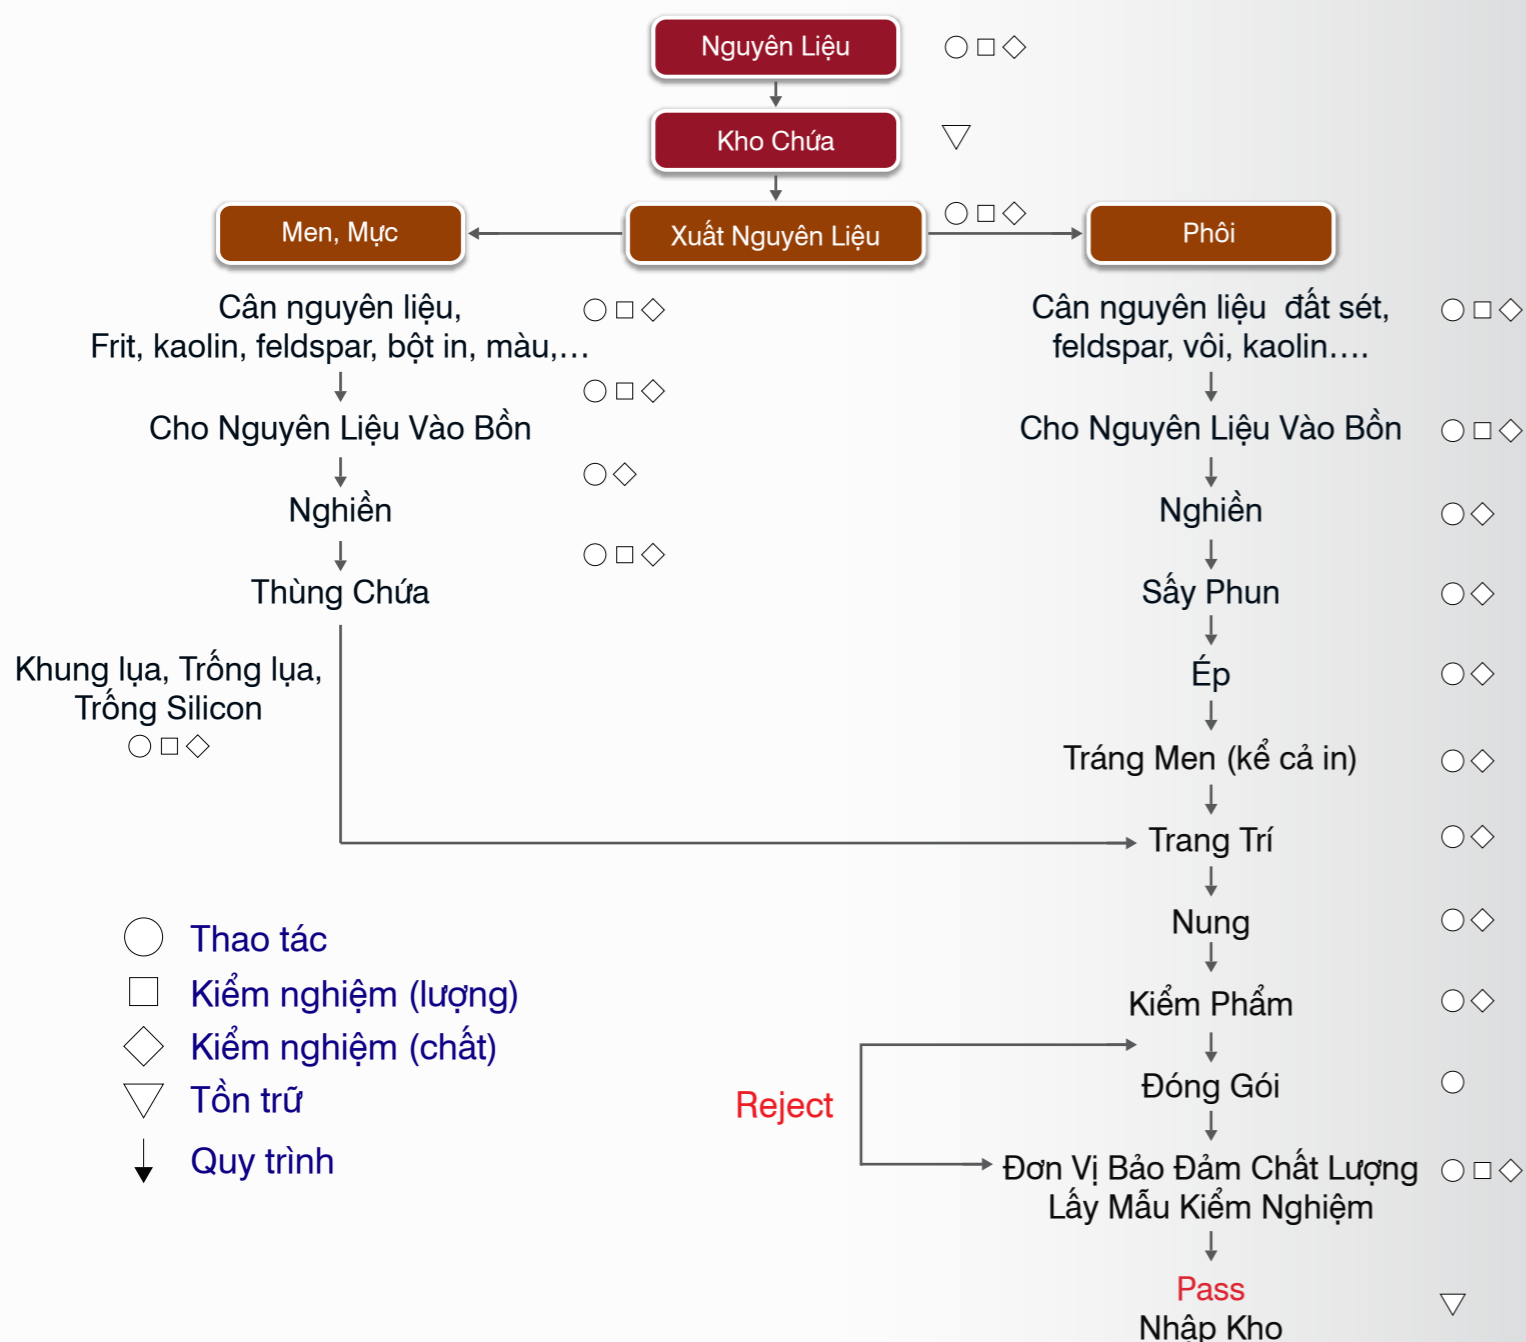 Nguyên Liệu
Kho Chứa
Men, Mực
Xuất Nguyên Liệu
Phôi
Cân nguyên liệu,
Frit, kaolin, feldspar, bột in, màu,...
Cho Nguyên Liệu Vào Bồn
Nghiền
Thùng Chứa
Khung lụa, Trống lụa,
Trống Silicon
Cân nguyên liệu đất sét,
feldspar, vôi, kaolin....
Cho Nguyên Liệu Vào Bồn
Nghiền
Sấy Phun
Ép
Tráng Men (kể cả in)
Trang Trí
Nung
Kiểm Phẩm
Đóng Gói
Reject
Đơn Vị Bảo Đảm Chất Lượng
Lấy Mẫu Kiểm Nghiệm
Pass
Nhập Kho
Thao tác
Kiểm nghiệm (lượng)
Kiểm nghiệm (chất)
Tồn trữ
Quy trình